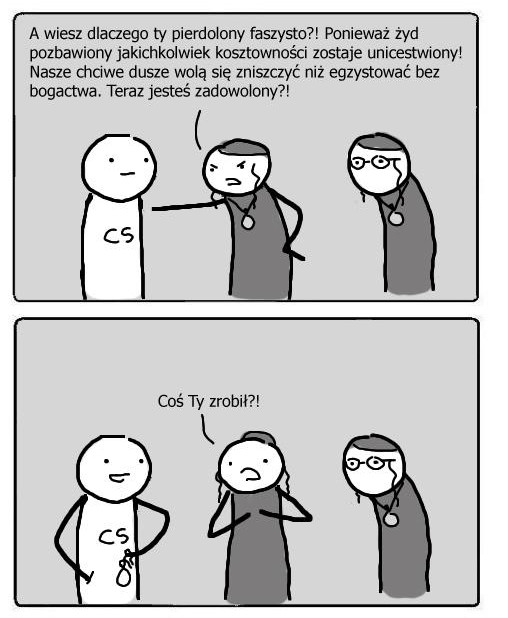 A wiesz dlaczego ty pierdolony faszysto?! Ponieważ żyd
pozbawiony jakichkolwiek kosztowności zostaje unicestwiony!
Nasze chciwe dusze wolą się zniszczyć niż egzystować bez
bogactwa. Teraz jesteś zadowolony?!
CS
Coś Ty zrobił?!
CS